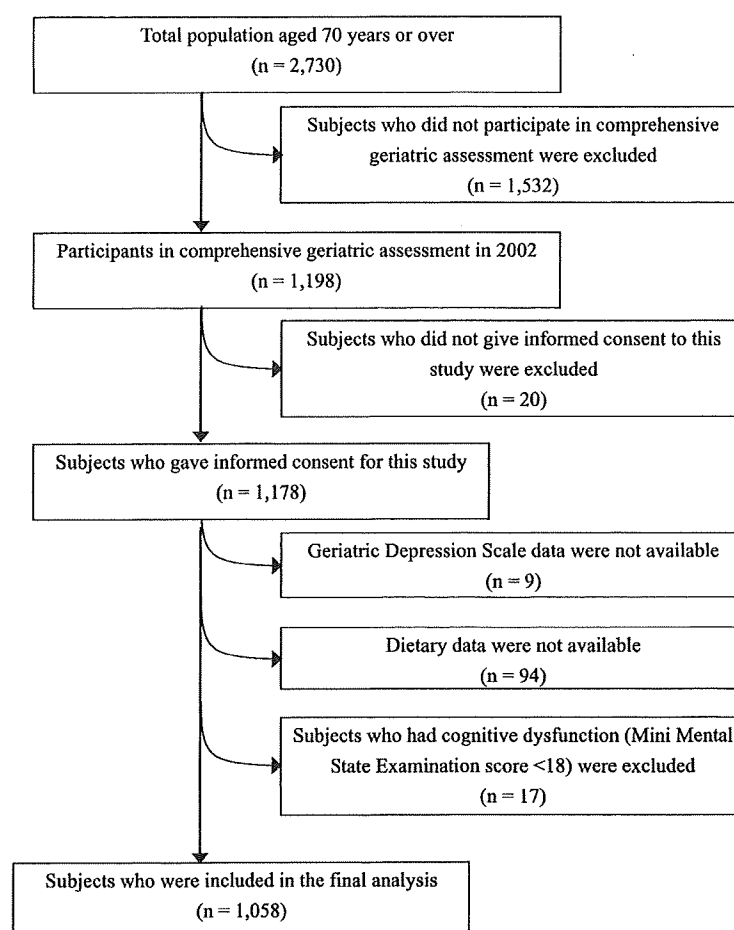 Total population aged 70 years or over
(n = 2,730)
Subjects who did not participate in comprehensive
geriatric assessment were excluded
(n = 1,532)
Participants in comprehensive geriatric assessment in 2002
(n = 1,198)
Subjects who did not give informed consent to this
study were excluded
(n = 20)
Subjects who gave informed consent for this study
(n = 1,178)
Geriatric Depression Scale data were not available
(n = 9)
Dietary data were not available
(n = 94)
Subjects who had cognitive dysfunction (Mini Mental
State Examination score <18) were excluded
(n = 17)
Subjects who were included in the final analysis
(n = 1,058)